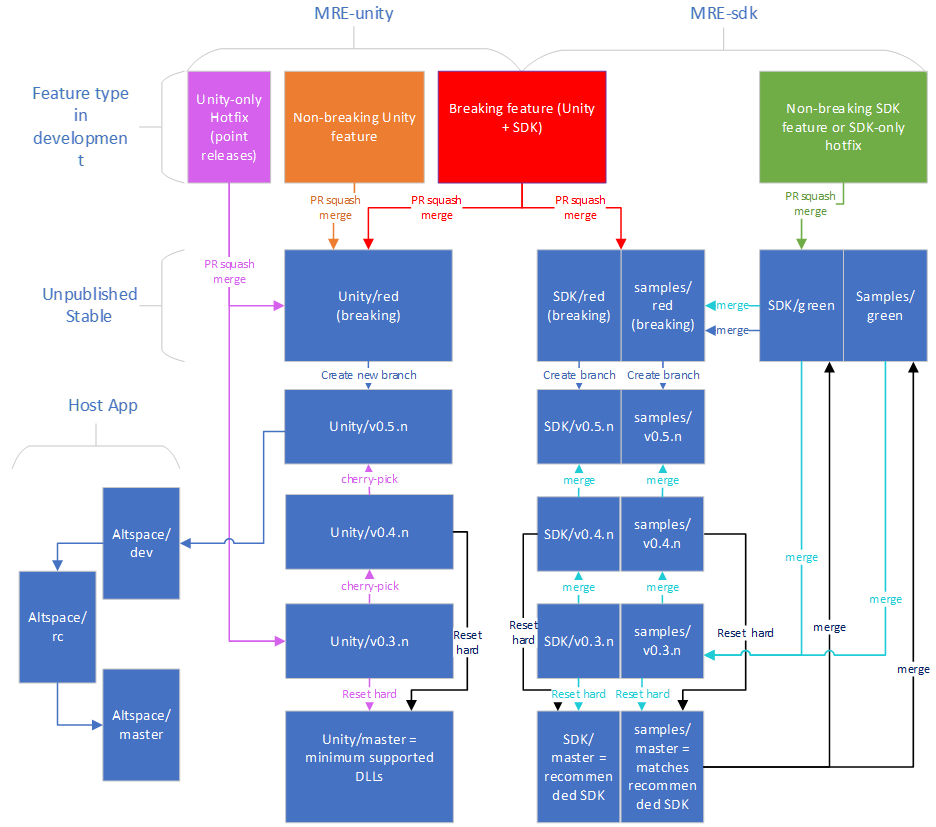 MRE-unity
MRE-sdk
Feature type
in
developmen
t
Unity-only
Hotfix
(point
releases)
Non-breaking Unity
feature
Breaking feature (Unity
+ SDK)
Non-breaking SDK
feature or SDK-only
hotfix
PR squash
merge
PR squash
merge
PR squash
merge
PR squash
merge
PR squash
merge
Unpublished
Stable
Unity/red
(breaking)
SDK/red
(breaking)
samples/
red
(breaking)
merge
merge
SDK/green
Samples/
green
Create new branch
Create branch
Create branch
Host App
Unity/v0.5.n
SDK/v0.5.n
samples/
v0.5.n
cherry-pick
merge
merge
Altspace/
dev
Unity/v0.4.n
SDK/v0.4.n
samples/
v0.4.n
merge
cherry-pick
merge
merge
merge
Altspace/
rc
Unity/v0.3.n
Reset
hard
Reset
hard
SDK/v0.3.n
samples/
v0.3.n
Reset hard
merge
merge
Reset hard
Reset hard
Reset hard
Altspace/
master
Unity/master =
minimum supported
DLLs
SDK/
master =
recommen
ded SDK
samples/
master =
matches
recommen
ded SDK